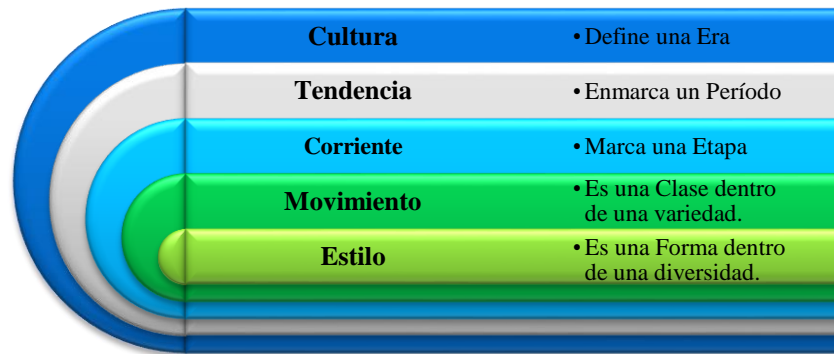 Cultura
• Define una Era
Tendencia
• Enmarca un Período
Corriente
• Marca una Etapa
Movimiento
• Es una Clase dentro
de una variedad.
Estilo
• Es una Forma dentro
de una diversidad.